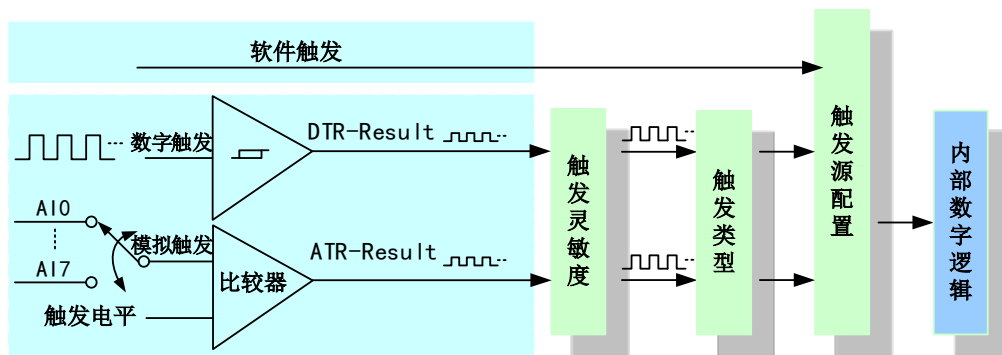 软件触发
数字触发
DTR-Result
AI0
AI7
模拟触发
触发电平
比较器
ATR-Result
触发灵敏度
触发类型
触发源配置
内部数字逻辑